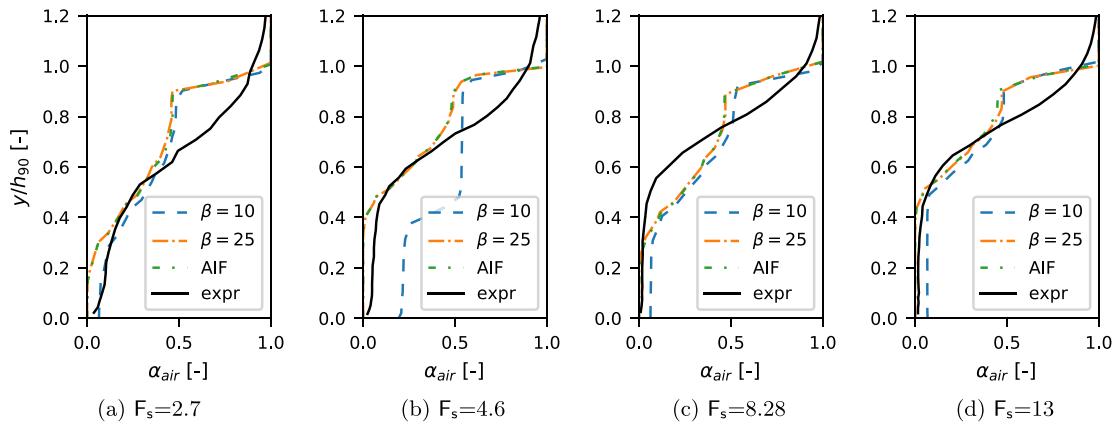 1.2
1.0
0.8
0.6
0.4
0.2
0.0
y/h₉₀ [-]
β = 10
β = 25
AIF
expr
0.0 0.5 1.0
α_air [-]
(a) Fₛ=2.7
1.2
1.0
0.8
0.6
0.4
0.2
0.0
β = 10
β = 25
AIF
expr
0.0 0.5 1.0
α_air [-]
(b) Fₛ=4.6
1.2
1.0
0.8
0.6
0.4
0.2
0.0
β = 10
β = 25
AIF
expr
0.0 0.5 1.0
α_air [-]
(c) Fₛ=8.28
1.2
1.0
0.8
0.6
0.4
0.2
0.0
β = 10
β = 25
AIF
expr
0.0 0.5 1.0
α_air [-]
(d) Fₛ=13